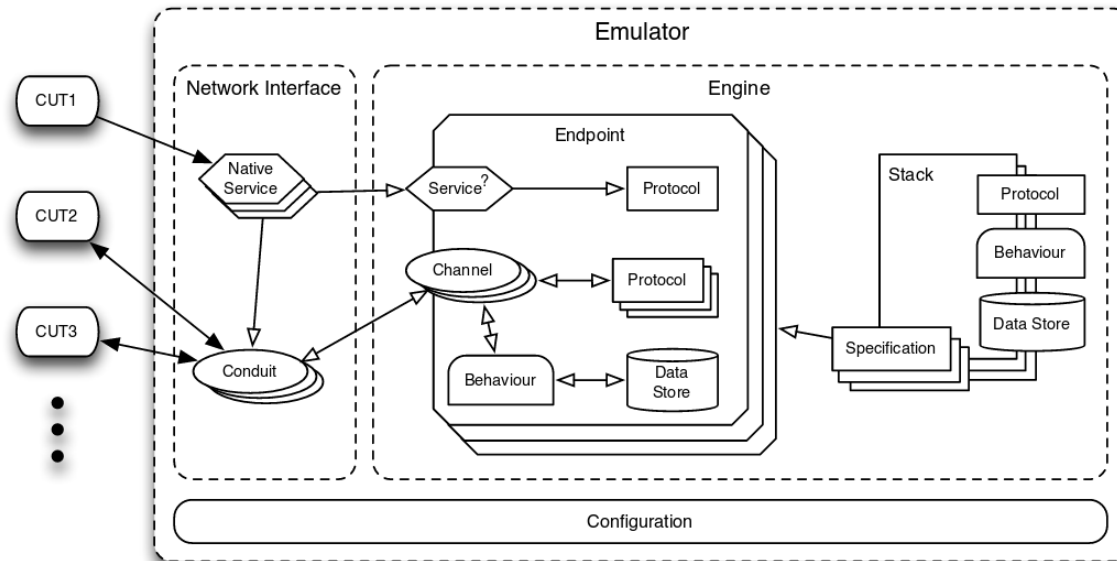 Emulator
Network Interface
Engine
CUT1
CUT2
CUT3
Native
Service
Conduit
Endpoint
Service?
Protocol
Channel
Protocol
Behaviour
Data
Store
Stack
Protocol
Behaviour
Data Store
Specification
Configuration